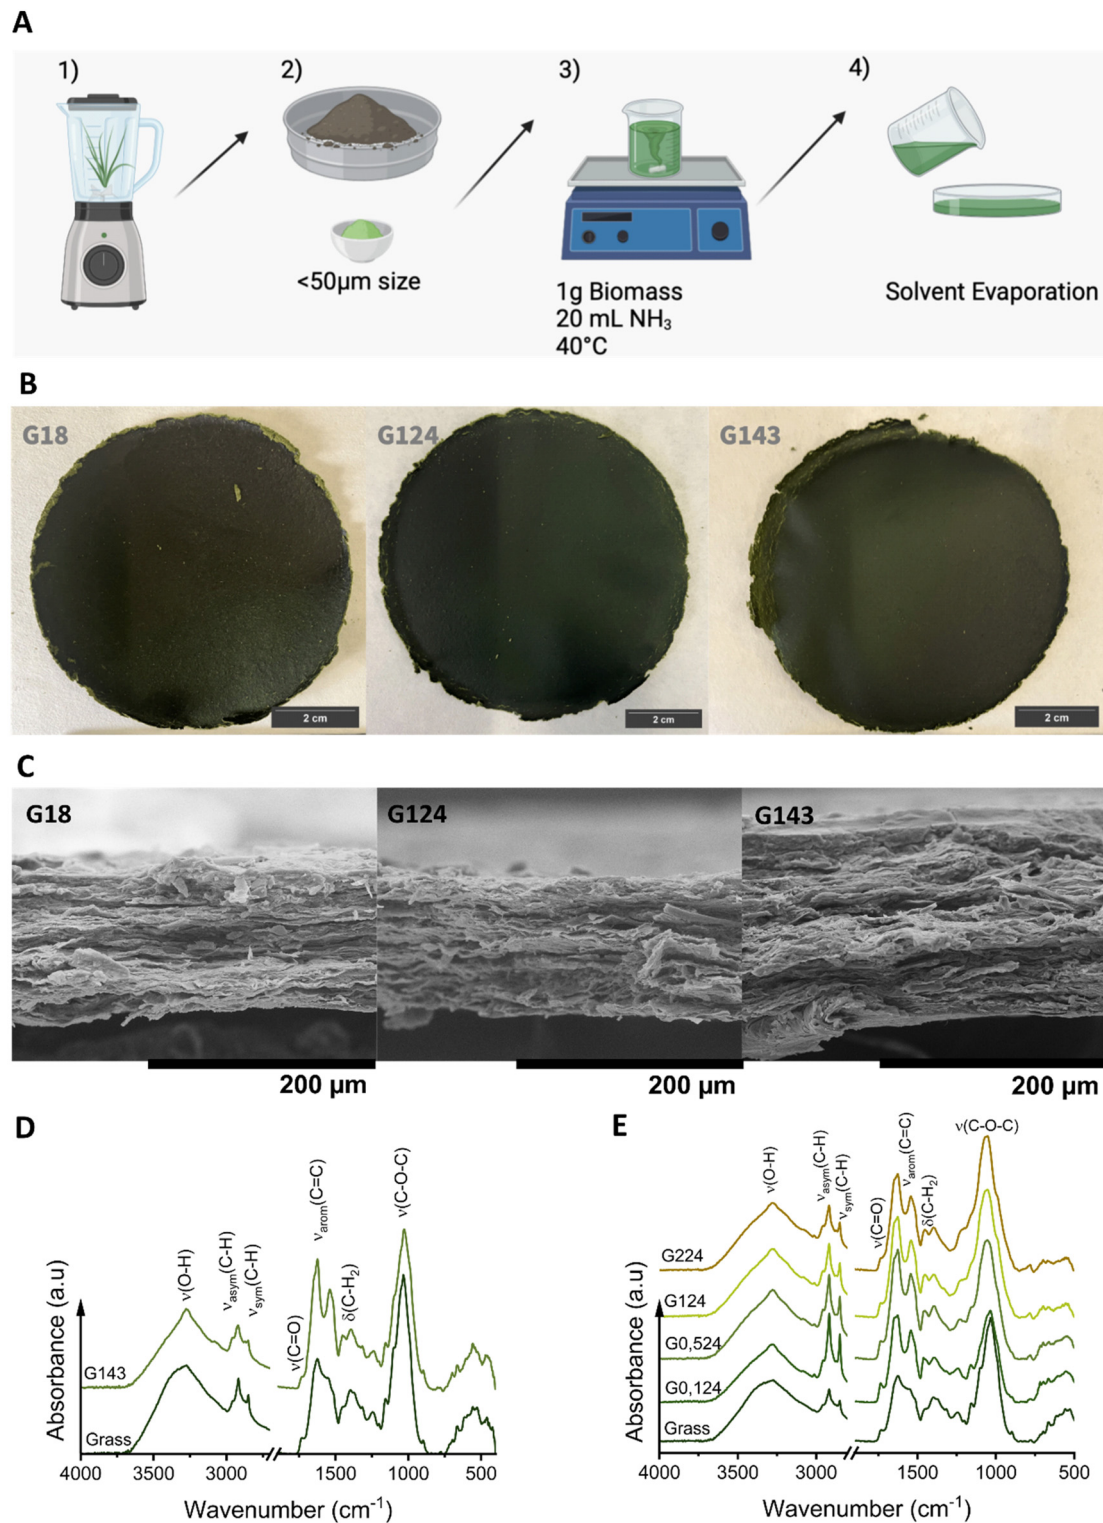 A
1)
2)
3)
4)
<50µm size
1g Biomass
20 mL NH₃
40°C
Solvent Evaporation
B
G18
G124
G143
2 cm
2 cm
2 cm
C
G18
G124
G143
200 µm
200 µm
200 µm
D
Absorbance (a.u)
ν(O-H)
νasym(C-H)
νsym(C-H)
ν(C=O)
νarom(C=C)
δ(C-H₂)
ν(C-O-C)
G143
Grass
4000 3500 3000 1500 1000 500
Wavenumber (cm⁻¹)
E
Absorbance (a.u)
ν(O-H)
νasym(C-H)
νsym(C-H)
ν(C=O)
νarom(C=C)
δ(C-H₂)
ν(C-O-C)
G224
G124
G0,524
G0,124
Grass
4000 3500 3000 1500 1000 500
Wavenumber (cm⁻¹)